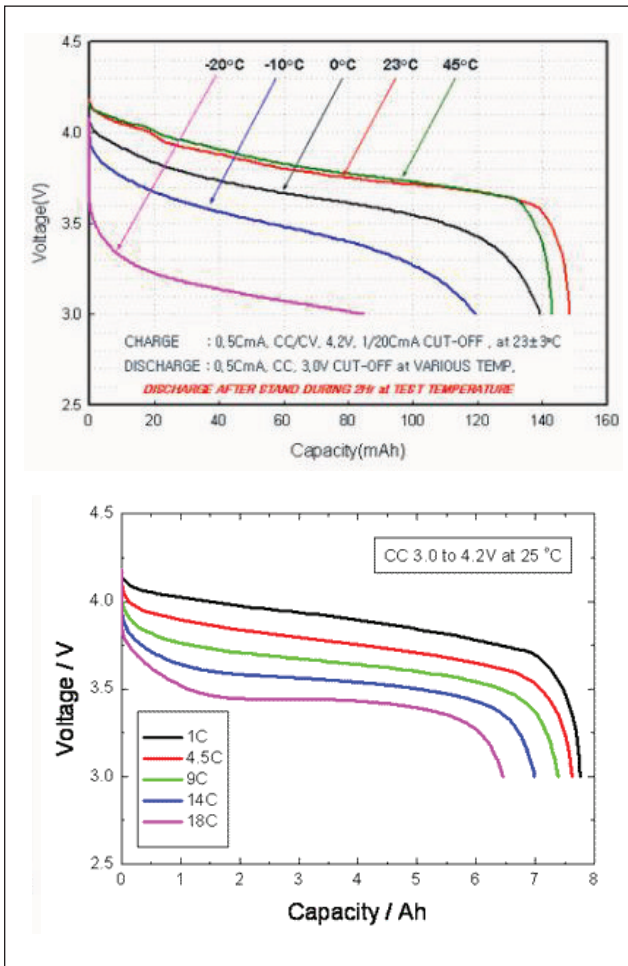 4.5
-20°C -10°C 0°C 23°C 45°C
4.0
Voltage(V)
3.5
3.0
CHARGE : 0,5CmA, CC/CV, 4,2V, 1/20CmA CUT-OFF , at 23±3°C
DISCHARGE : 0,5CmA, CC, 3,0V CUT-OFF at VARIOUS TEMP,
DISCHARGE AFTER STAND DURING 2Hr at TEST TEMPERATURE
2.5
0 20 40 60 80 100 120 140 160
Capacity(mAh)
4.5
CC 3.0 to 4.2V at 25 °C
4.0
Voltage / V
3.5
1C
4.5C
3.0
9C
14C
18C
2.5
0 1 2 3 4 5 6 7 8
Capacity / Ah